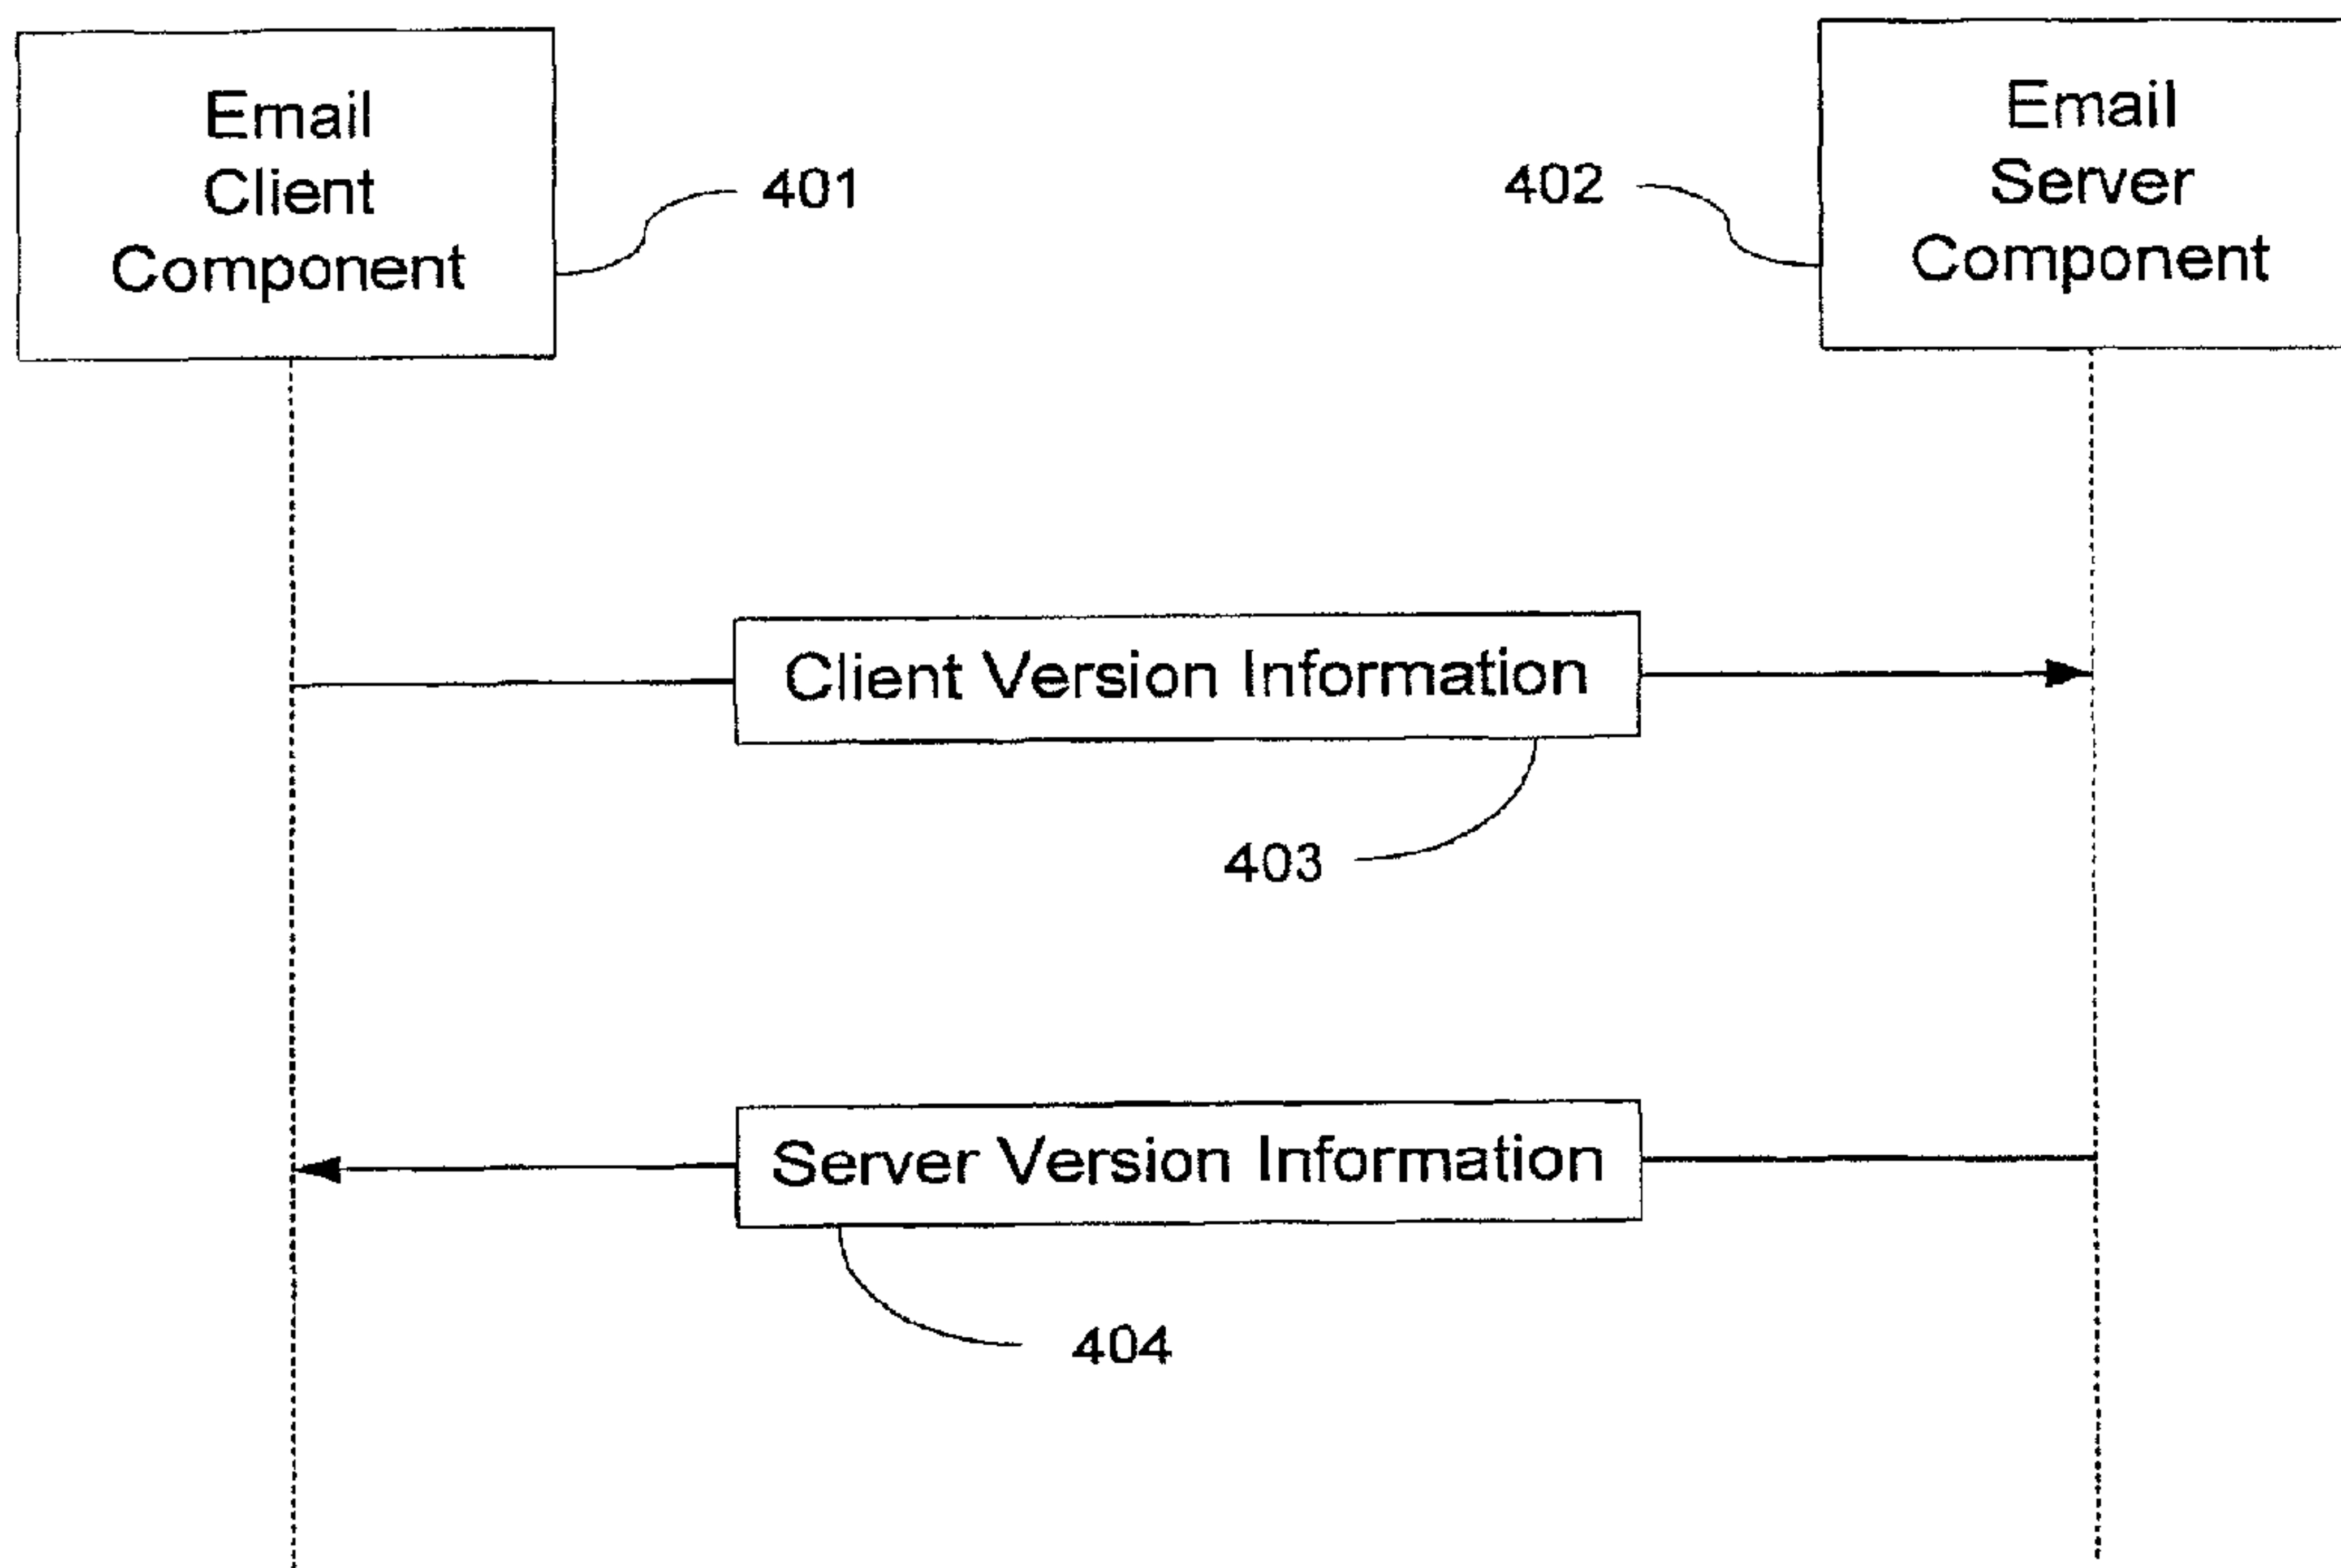 Email
Client
Component
401
402
Email
Server
Component
Client Version Information
403
Server Version Information
404